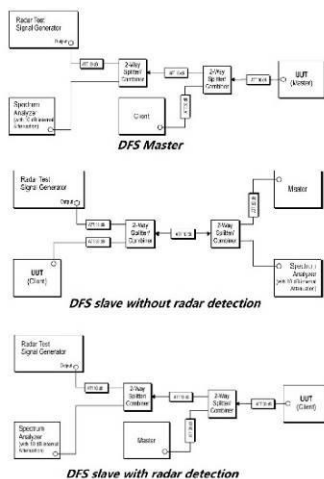 Radar Test
Signal Generator
Output
2-Way
Splitter/
Combiner
2-Way
Splitter/
Combiner
UUT
(Master)
Spectrum
Analyzer
Client
DFS Master
Radar Test
Signal Generator
Output
Master
2-Way
Splitter/
Combiner
2-Way
Splitter/
Combiner
UUT
(Client)
Spectrum
Analyzer
DFS slave without radar detection
Radar Test
Signal Generator
Output
2-Way
Splitter/
Combiner
2-Way
Splitter/
Combiner
UUT
(Client)
Spectrum
Analyzer
Master
DFS slave with radar detection